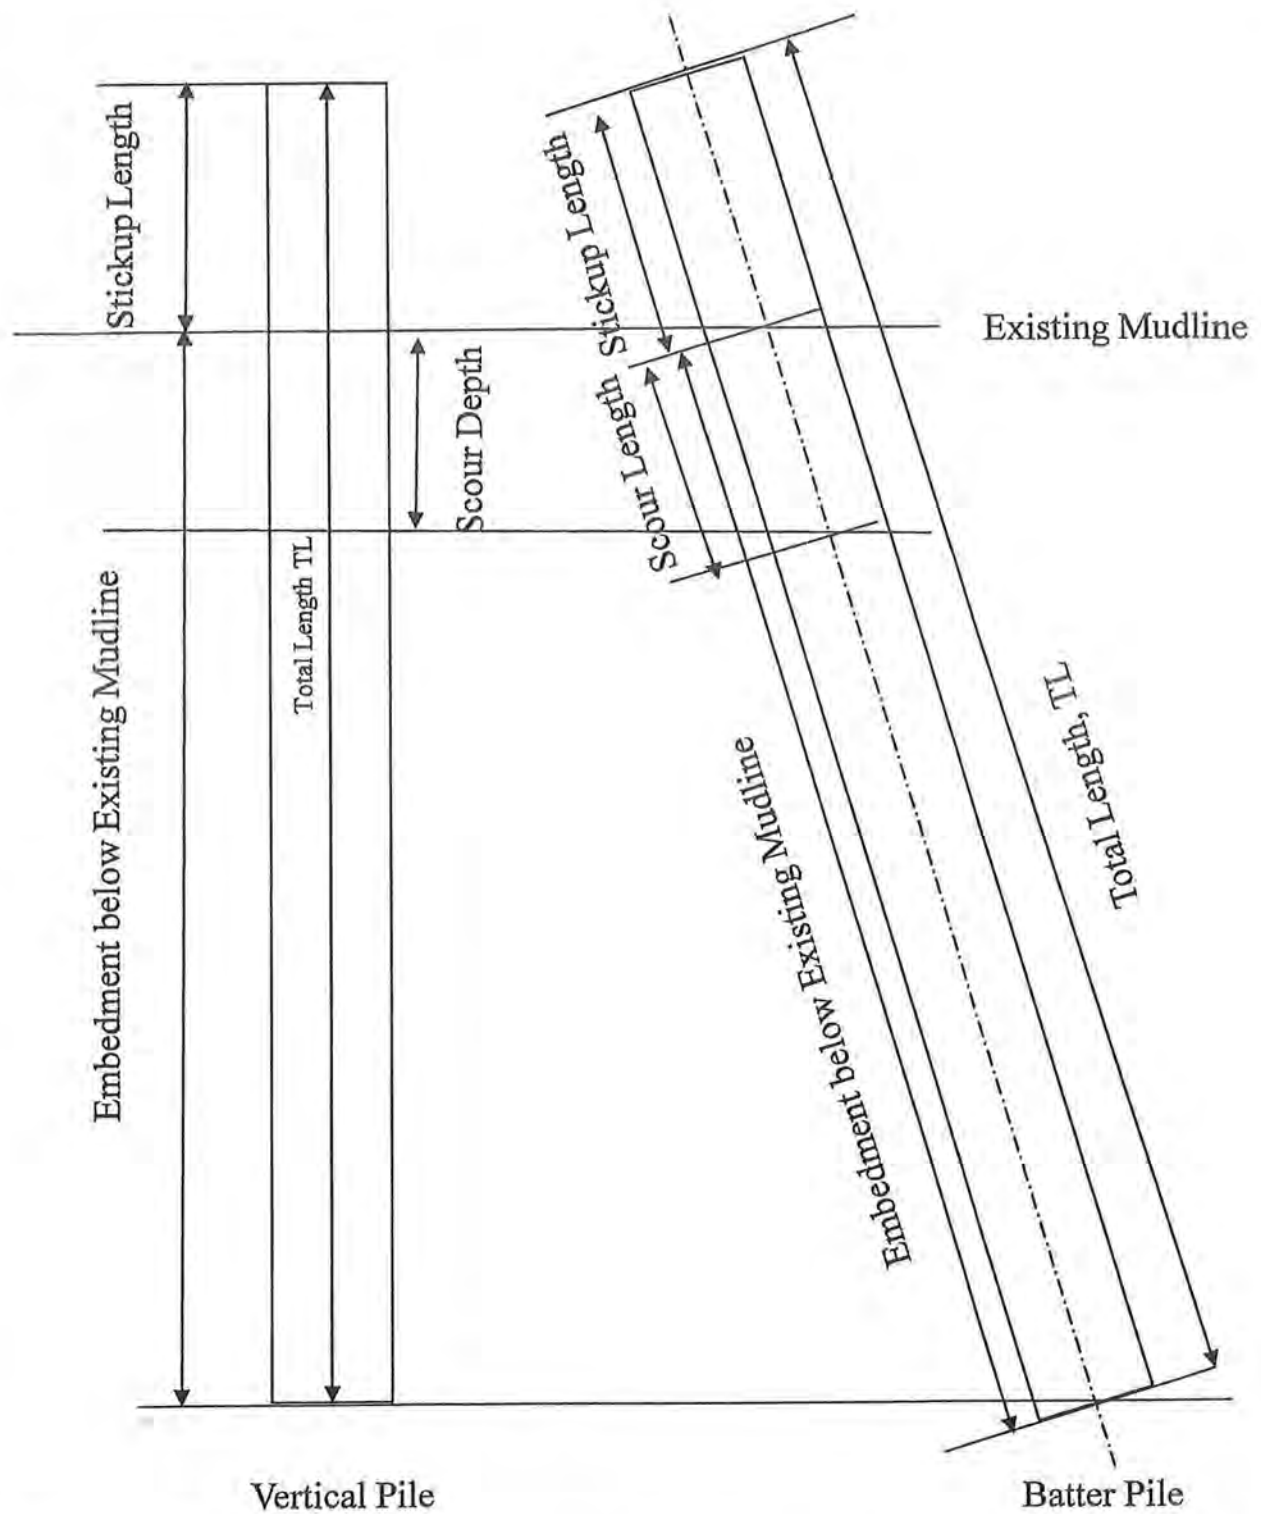 Stickup Length
Embedment below Existing Mudline
Total Length TL
Scour Depth
Stickup Length
Scour Length
Embedment below Existing Mudline
Total Length, TL
Existing Mudline
Vertical Pile
Batter Pile